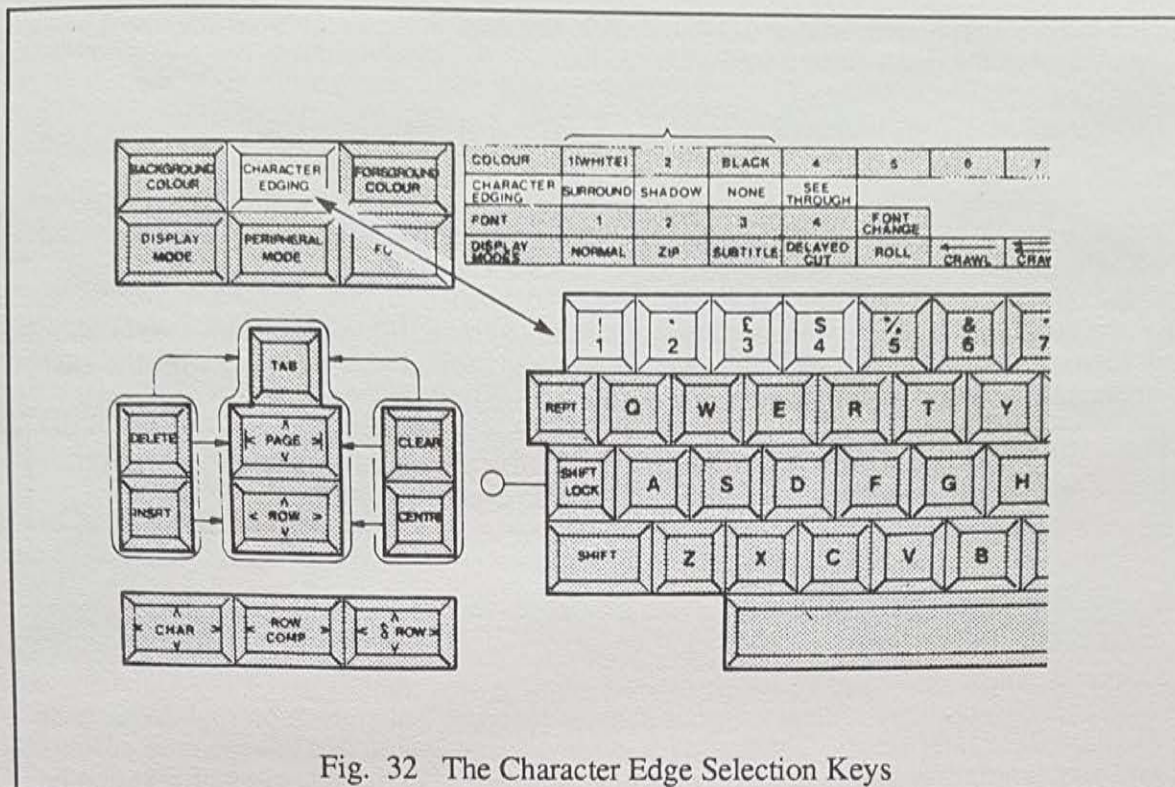 BACKGROUND COLOUR
CHARACTER EDGING
FORSGROUND COLOUR
DISPLAY MODE
PERIPHERAL MODE
COLOUR 1(WHITE) 2 BLACK 4 5 6 7
CHARACTER EDGING SURROUND SHADOW NONE SEE THROUGH
FONT 1 2 3 4 FONT CHANGE
DISPLAY MODES NORMAL ZIP SUBTITLE DELAYED CUT ROLL CRAWL
! 1 2 £ 3 $ 4 % 5 & 6 7
REPT Q W E R T Y
SHIFT LOCK A S D F G H
SHIFT Z X C V B
TAB
DELETE < PAGE > CLEAR
INSRT < ROW > CENTRE
< CHAR >
< ROW COMP >
< § ROW >
Fig. 32 The Character Edge Selection Keys